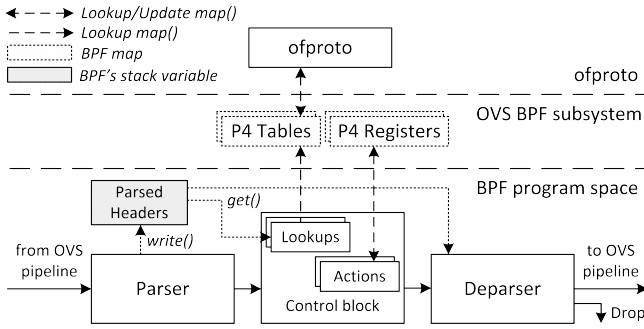 Lookup/Update map()
Lookup map()
BPF map
BPF's stack variable
ofproto
ofproto
OVS BPF subsystem
P4 Tables
P4 Registers
BPF program space
Parsed
Headers
get()
write()
Lookups
from OVS
pipeline
Parser
Actions
Control block
Deparser
to OVS
pipeline
Drop